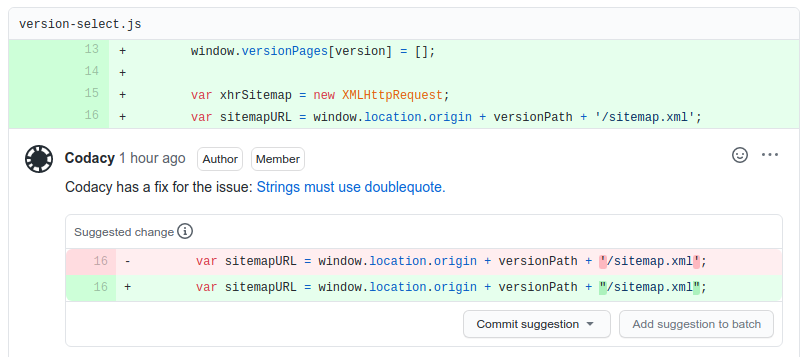 version-select.js
13 + window.versionPages[version] = [];
14 +
15 + var xhrSitemap = new XMLHttpRequest;
16 + var sitemapURL = window.location.origin + versionPath + '/sitemap.xml';
Codacy 1 hour ago Author Member
Codacy has a fix for the issue: Strings must use doublequote.
Suggested change
16 - var sitemapURL = window.location.origin + versionPath + '/sitemap.xml';
16 + var sitemapURL = window.location.origin + versionPath + "/sitemap.xml";
Commit suggestion Add suggestion to batch